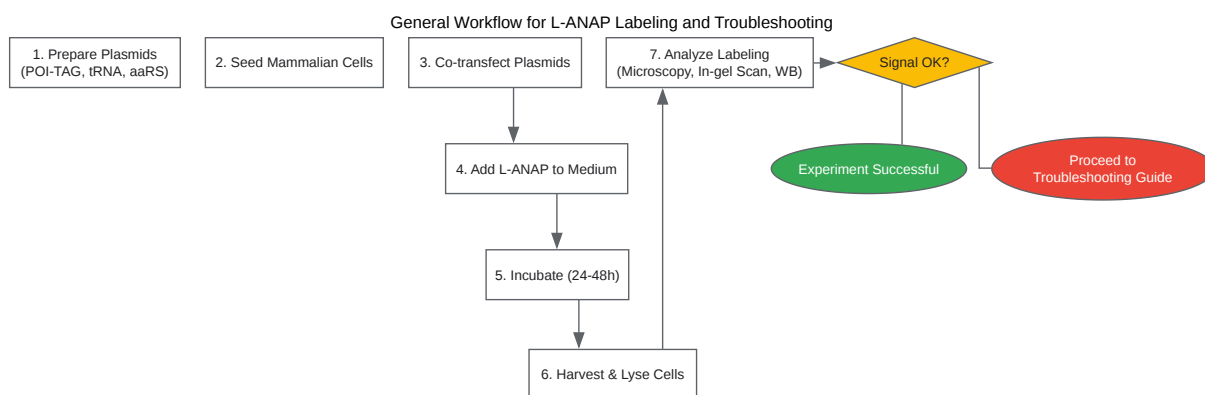 General Workflow for L-ANAP Labeling and Troubleshooting
1. Prepare Plasmids
(POI-TAG, tRNA, aaRS)
2. Seed Mammalian Cells
3. Co-transfect Plasmids
7. Analyze Labeling
(Microscopy, In-gel Scan, WB)
Signal OK?
4. Add L-ANAP to Medium
Experiment Successful
Proceed to
Troubleshooting Guide
5. Incubate (24-48h)
6. Harvest & Lyse Cells